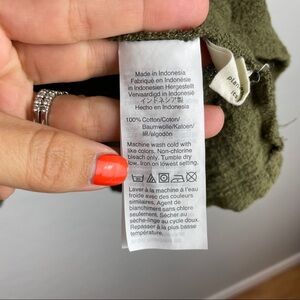 Made in Indonesia
Fabriqué en Indonésie
In Indonesien Hergestellt
Vervaardigd in Indonesië
インドネシア製
Hecho en Indonesia
100% Cotton/Coton/
Baumwolle/Katoen/
綿/algodón
Machine wash cold with
like colors. Non-chlorine
bleach only. Tumble dry
low. Iron on lowest setting.
Laver à la machine à l'eau
froide avec des couleurs
similaires. Agent de
blanchiment sans chlore
seulement. Sécher au
sèche-linge au cycle doux.
Repasser à la plus basse
température.